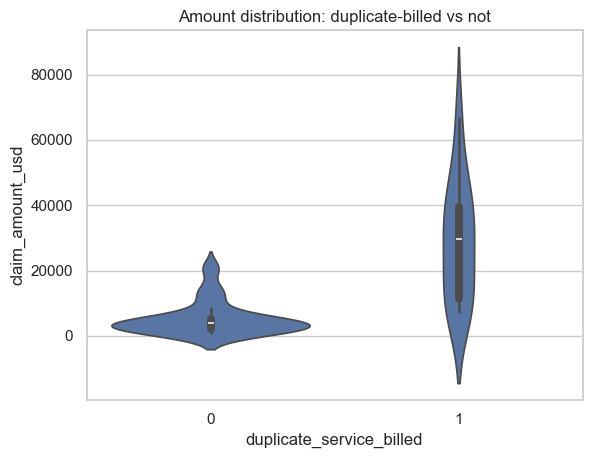 Amount distribution: duplicate-billed vs not
claim_amount_usd
80000
60000
40000
20000
0
0
1
duplicate_service_billed